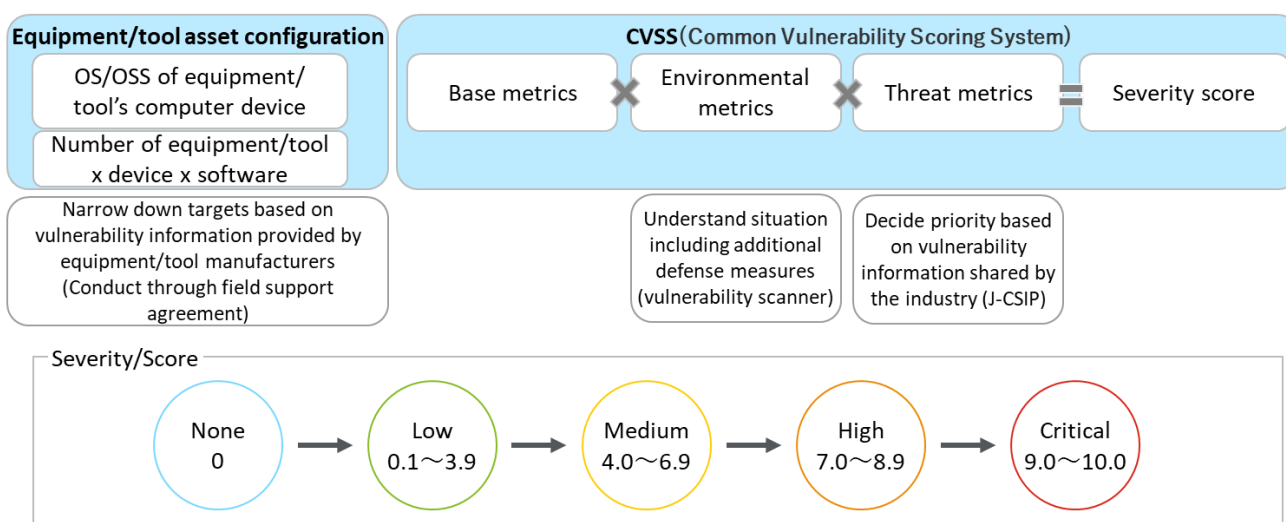 Equipment/tool asset configuration
OS/OSS of equipment/
tool's computer device
Number of equipment/tool
x device x software
Narrow down targets based on
vulnerability information provided by
equipment/tool manufacturers
(Conduct through field support
agreement)
CVSS(Common Vulnerability Scoring System)
Base metrics
Environmental
metrics
Threat metrics
Severity score
Understand situation
including additional
defense measures
(vulnerability scanner)
Decide priority based
on vulnerability
information shared by
the industry (J-CSIP)
Severity/Score
None
0
Low
0.1～3.9
Medium
4.0～6.9
High
7.0～8.9
Critical
9.0～10.0